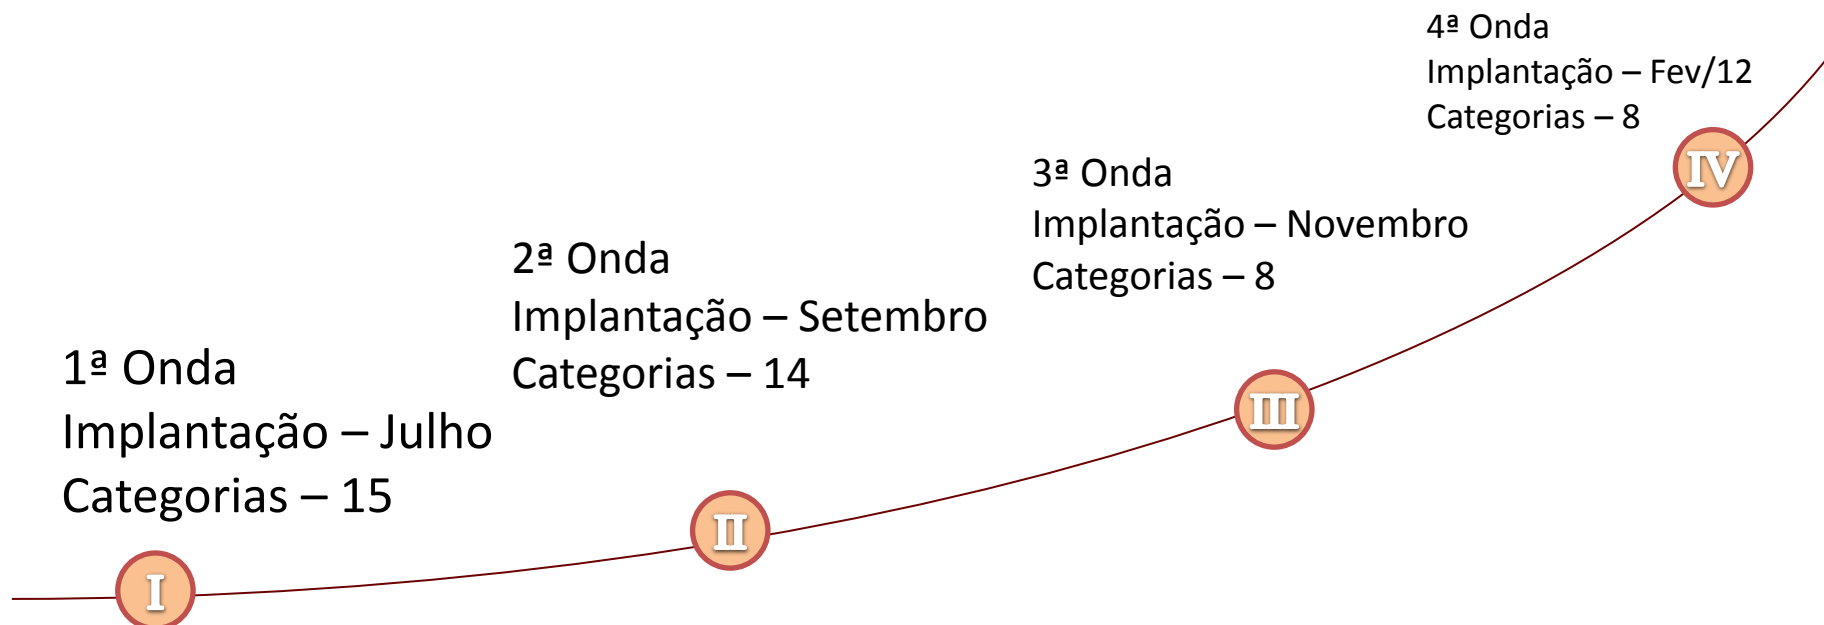 1ª Onda
Implantação – Julho
Categorias – 15
I
2ª Onda
Implantação – Setembro
Categorias – 14
II
3ª Onda
Implantação – Novembro
Categorias – 8
III
4ª Onda
Implantação – Fev/12
Categorias – 8
IV